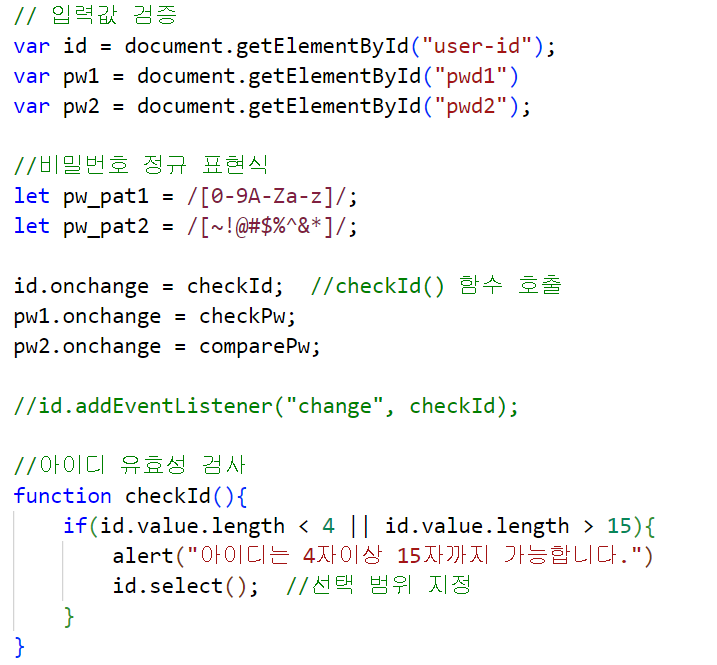 // 입력값 검증
var id = document.getElementById("user-id");
var pw1 = document.getElementById("pwd1")
var pw2 = document.getElementById("pwd2");
//비밀번호 정규 표현식
let pw_pat1 = /[0-9A-Za-z]/;
let pw_pat2 = /[~!@#$%^&*]/;
id.onchange = checkId;  //checkId() 함수 호출
pw1.onchange = checkPw;
pw2.onchange = comparePw;
//id.addEventListener("change", checkId);
//아이디 유효성 검사
function checkId(){
    if(id.value.length < 4 || id.value.length > 15){
        alert("아이디는 4자이상 15자까지 가능합니다.")
        id.select();  //선택 범위 지정
    }
}